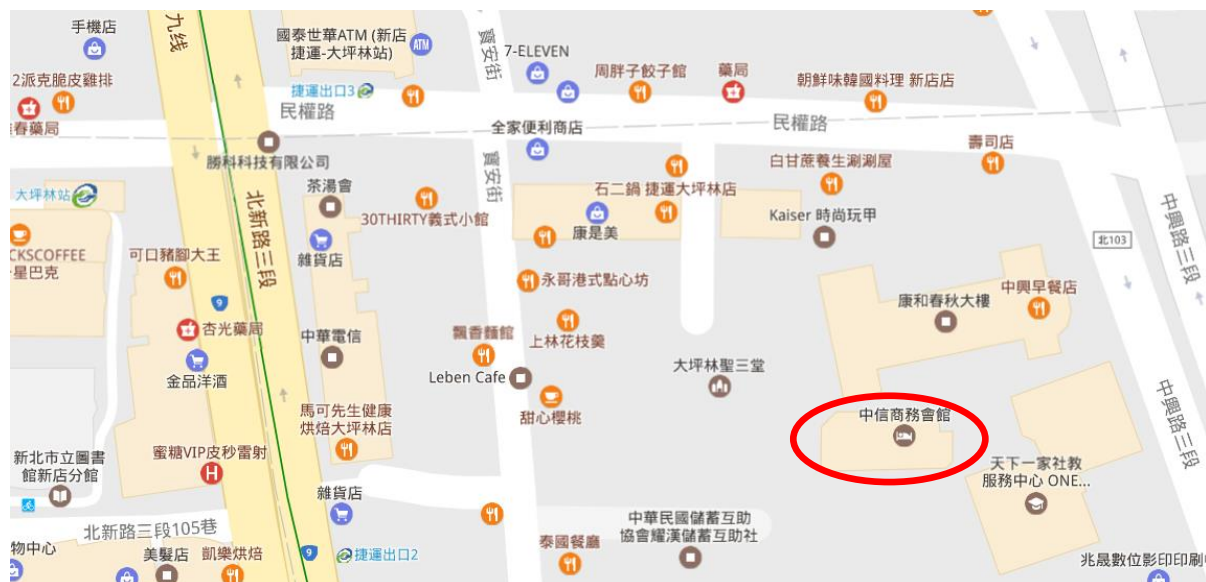 手機店
九线
國泰世華ATM (新店
捷運-大坪林站)
ATM
寶安街
7-ELEVEN
周胖子餃子館
藥局
朝鮮味韓國料理 新店店
2派克脆皮雞排
捷運出口3
民權路
春藥局
全家便利商店
民權路
勝科科技有限公司
壽司店
大坪林站
茶湯會
寶安街
石二鍋 捷運大坪林店
白甘蔗養生涮涮屋
30THIRTY義式小館
Kaiser 時尚玩甲
中興路三段
北新路三段
康是美
北103
CKSCOFFEE
星巴克
可口豬腳大王
雜貨店
永哥港式點心坊
中興早餐店
9
康和春秋大樓
杏光藥局
中華電信
飄香麵館
上林花枝羹
大坪林聖三堂
金品洋酒
Leben Cafe
甜心櫻桃
中興路三段
馬可先生健康
烘焙大坪林店
中信商務會館
新北市立圖書
館新店分館
蜜糖VIP皮秒雷射
H
天下一家社教
服務中心 ONE...
雜貨店
北新路三段105巷
中華民國儲蓄互助
協會耀漢儲蓄互助社
物中心
美髮店
凱樂烘焙
9
捷運出口2
泰國餐廳
兆晟數位影印印刷